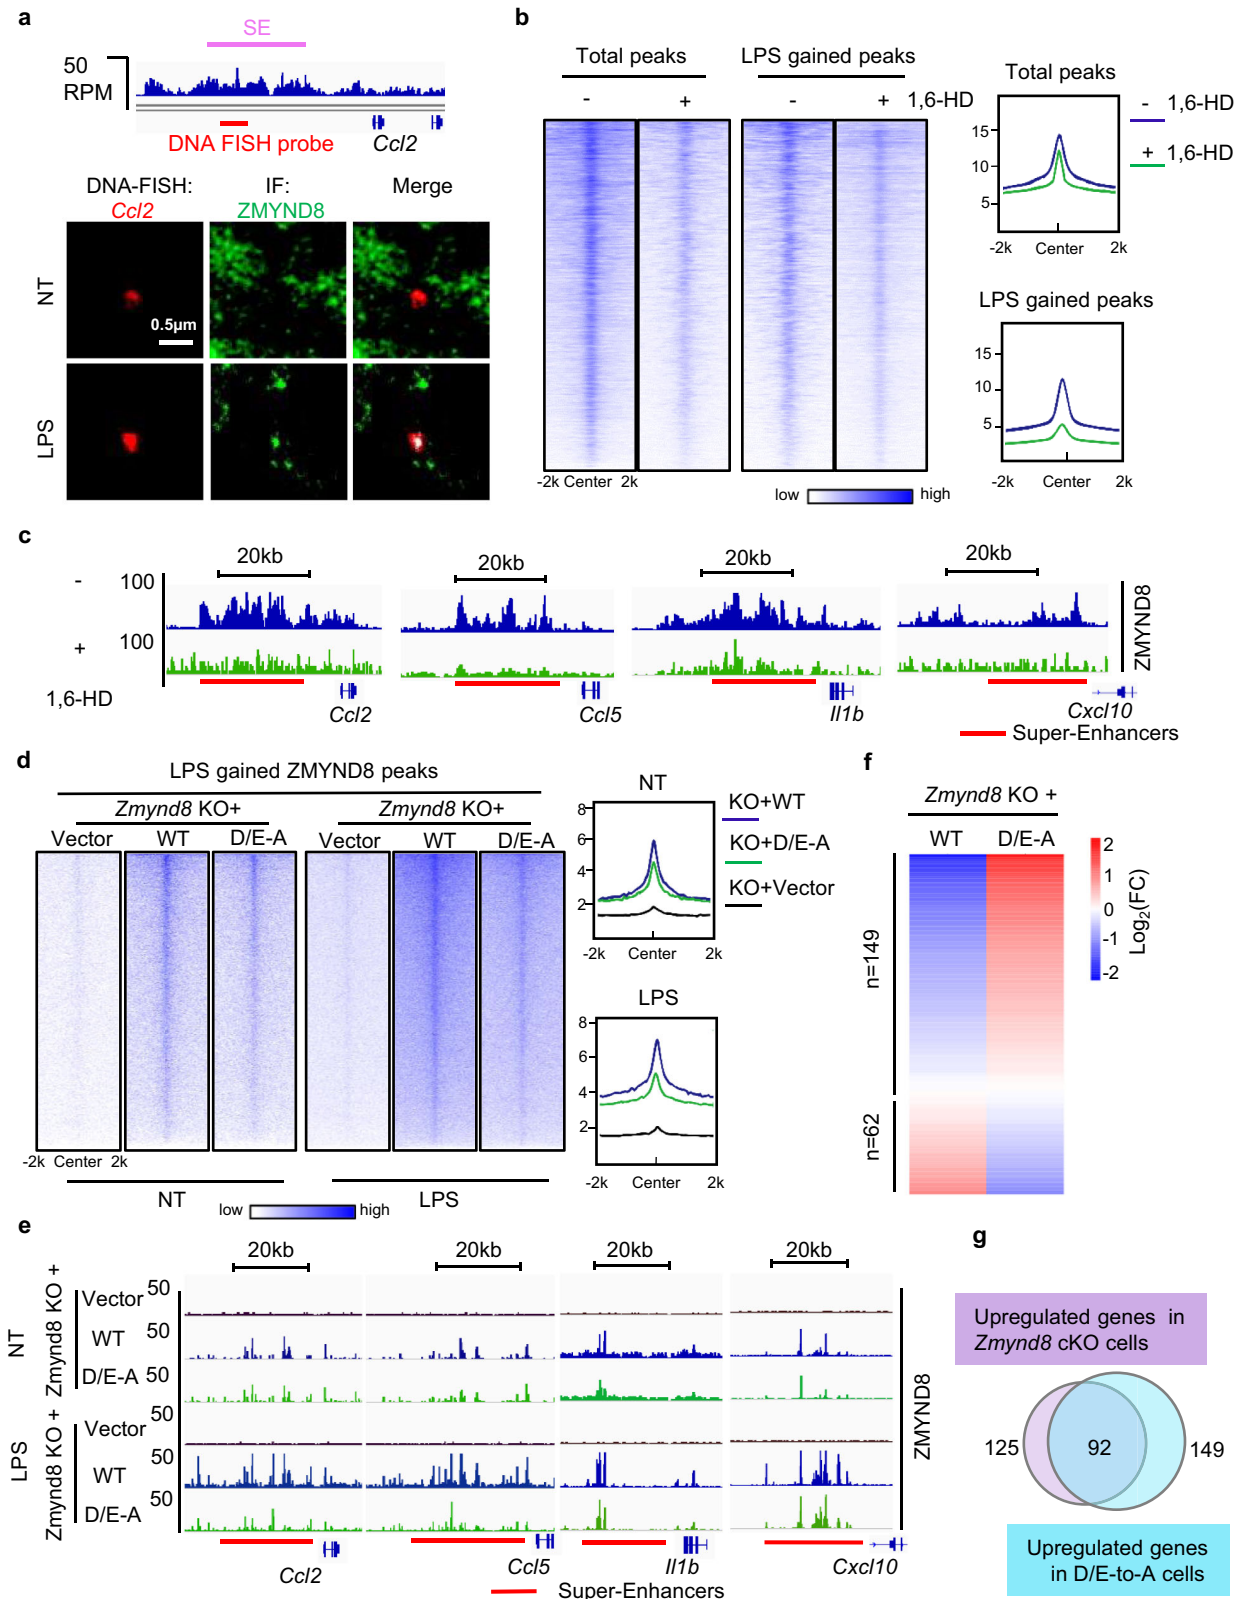 a
SE
50
RPM
DNA FISH probe
Ccl2
DNA-FISH:
Ccl2
IF:
ZMYND8
Merge
NT
0.5µm
LPS
b
Total peaks
LPS gained peaks
- + - + 1,6-HD
-2k Center 2k
low high
Total peaks
15
10
5
-2k Center 2k
- 1,6-HD
+ 1,6-HD
LPS gained peaks
15
10
5
-2k Center 2k
c
20kb 20kb 20kb 20kb
- 100
+ 100
1,6-HD
ZMYND8
Ccl2 Ccl5 Il1b Cxcl10
Super-Enhancers
d
LPS gained ZMYND8 peaks
Zmynd8 KO+ Zmynd8 KO+
Vector WT D/E-A Vector WT D/E-A
-2k Center 2k
NT LPS
low high
NT
8
6
4
2
-2k Center 2k
KO+WT
KO+D/E-A
KO+Vector
LPS
8
6
4
2
-2k Center 2k
f
Zmynd8 KO +
WT D/E-A
n=149
n=62
2
1
0
-1
-2
Log2(FC)
e
20kb 20kb 20kb 20kb
NT
Zmynd8 KO +
Vector 50
WT 50
D/E-A 50
LPS
Zmynd8 KO +
Vector 50
WT 50
D/E-A 50
ZMYND8
Ccl2 Ccl5 Il1b Cxcl10
Super-Enhancers
g
Upregulated genes in
Zmynd8 cKO cells
125 92 149
Upregulated genes
in D/E-to-A cells